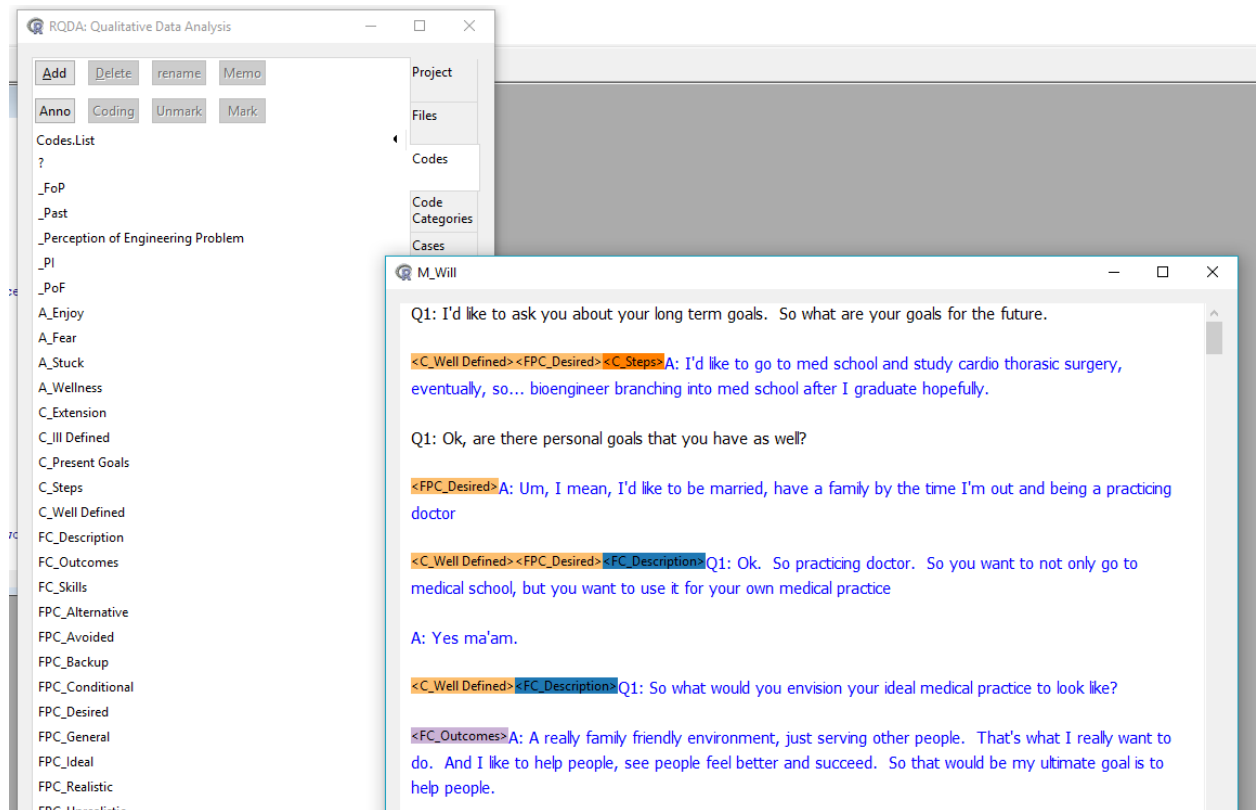 RQDA: Qualitative Data Analysis
Add Delete rename Memo
Anno Coding Unmark Mark
Project
Files
Codes
Code
Categories
Cases
Codes.List
?
_FoP
_Past
_Perception of Engineering Problem
_PI
_PoF
A_Enjoy
A_Fear
A_Stuck
A_Wellness
C_Extension
C_Ill Defined
C_Present Goals
C_Steps
C_Well Defined
FC_Description
FC_Outcomes
FC_Skills
FPC_Alternative
FPC_Avoided
FPC_Backup
FPC_Conditional
FPC_Desired
FPC_General
FPC_Ideal
FPC_Realistic
M_Will
Q1: I'd like to ask you about your long term goals.  So what are your goals for the future.
<C_Well Defined><FPC_Desired><C_Steps>A: I'd like to go to med school and study cardio thorasic surgery,
eventually, so... bioengineer branching into med school after I graduate hopefully.
Q1: Ok, are there personal goals that you have as well?
<FPC_Desired>A: Um, I mean, I'd like to be married, have a family by the time I'm out and being a practicing
doctor
<C_Well Defined><FPC_Desired><FC_Description>Q1: Ok.  So practicing doctor.  So you want to not only go to
medical school, but you want to use it for your own medical practice
A: Yes ma'am.
<C_Well Defined><FC_Description>Q1: So what would you envision your ideal medical practice to look like?
<FC_Outcomes>A: A really family friendly environment, just serving other people.  That's what I really want to
do.  And I like to help people, see people feel better and succeed.  So that would be my ultimate goal is to
help people.